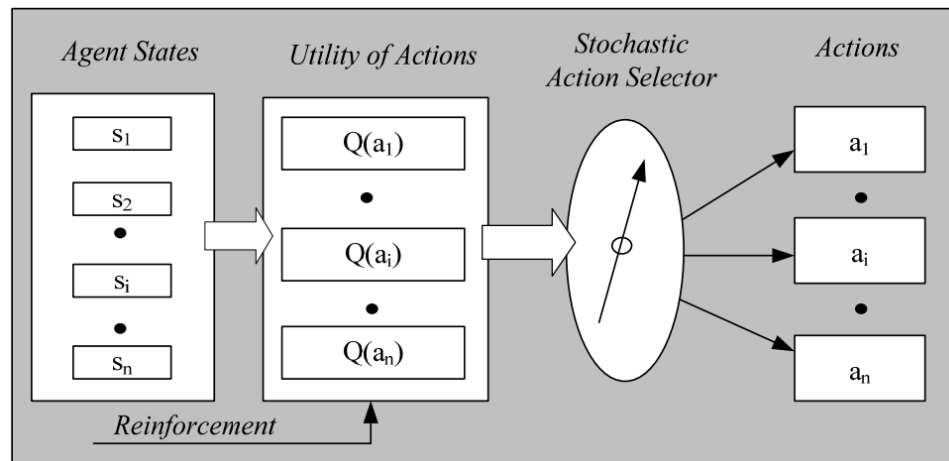 Agent States
Utility of Actions
Stochastic
Action Selector
Actions
s₁
s₂
sᵢ
sₙ
Q(a₁)
Q(aᵢ)
Q(aₙ)
a₁
aᵢ
aₙ
Reinforcement